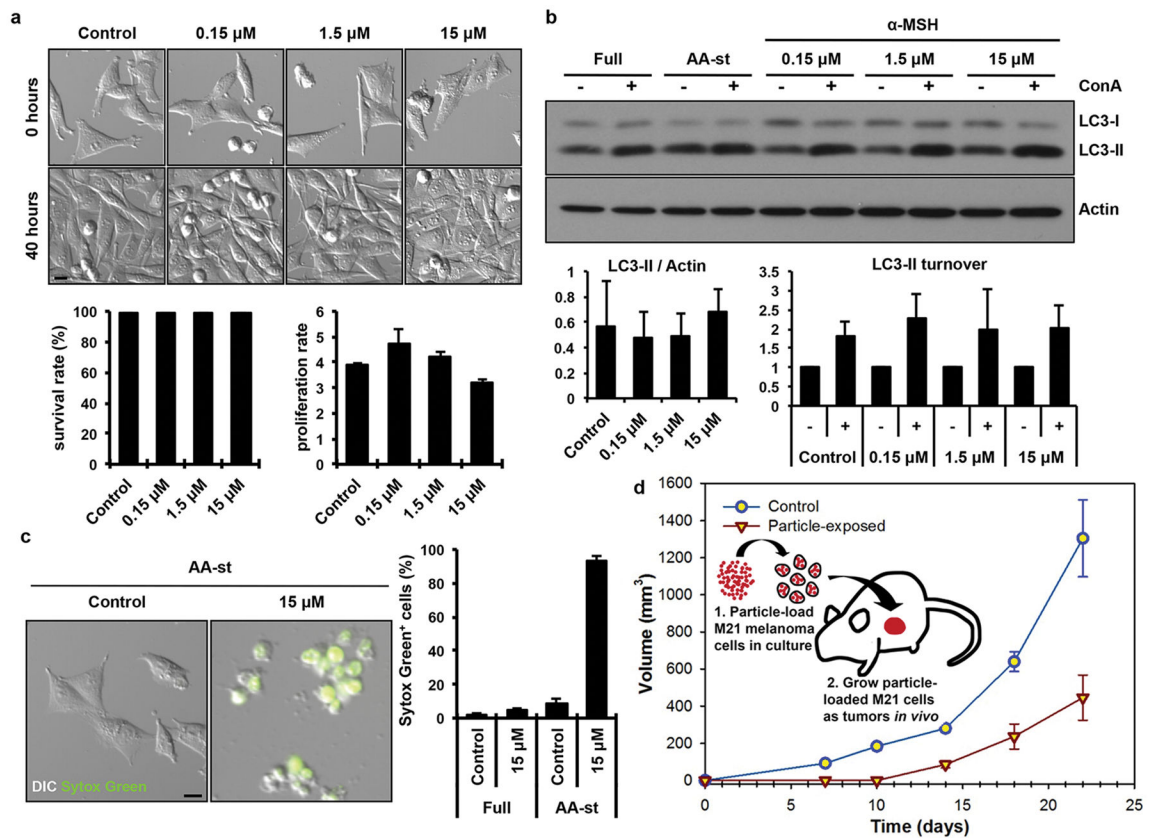 a
Control 0.15 µM 1.5 µM 15 µM
0 hours
40 hours
survival rate (%)
100
80
60
40
20
0
Control 0.15 µM 1.5 µM 15 µM
proliferation rate
6
5
4
3
2
1
0
Control 0.15 µM 1.5 µM 15 µM
b
α-MSH
Full AA-st 0.15 µM 1.5 µM 15 µM
- + - + - + - + - + ConA
LC3-I
LC3-II
Actin
LC3-II / Actin
1
0.8
0.6
0.4
0.2
0
Control 0.15 µM 1.5 µM 15 µM
LC3-II turnover
3.5
3
2.5
2
1.5
1
0.5
0
- + - + - + - +
Control 0.15 µM 1.5 µM 15 µM
c
AA-st
Control 15 µM
DIC Sytox Green
Sytox Green+ cells (%)
100
80
60
40
20
0
Control 15 µM Control 15 µM
Full AA-st
d
Volume (mm3)
1600
1400
1200
1000
800
600
400
200
0
Control
Particle-exposed
1. Particle-load
M21 melanoma
cells in culture
2. Grow particle-
loaded M21 cells
as tumors in vivo
0 5 10 15 20 25
Time (days)